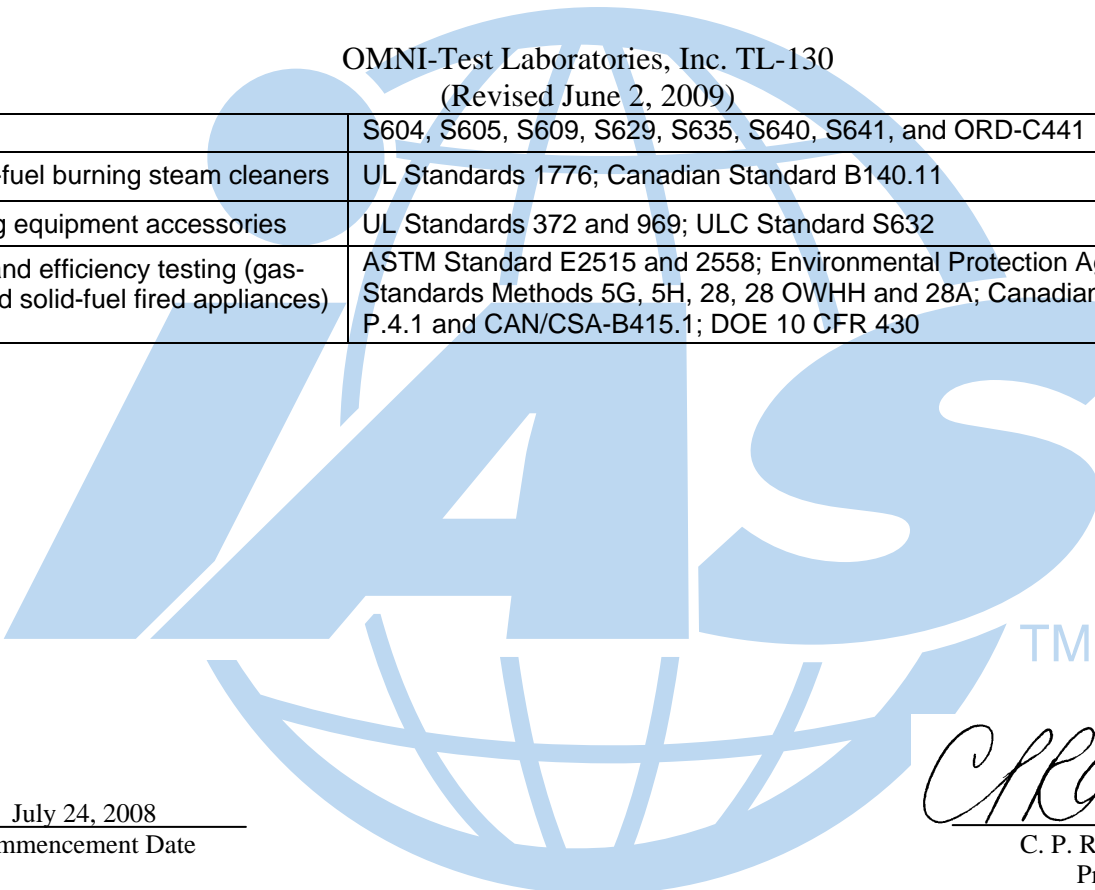 OMNI-Test Laboratories, Inc. TL-130
(Revised June 2, 2009)
S604, S605, S609, S629, S635, S640, S641, and ORD-C441
-fuel burning steam cleaners
UL Standards 1776; Canadian Standard B140.11
g equipment accessories
UL Standards 372 and 969; ULC Standard S632
and efficiency testing (gas-
d solid-fuel fired appliances)
ASTM Standard E2515 and 2558; Environmental Protection Ag
Standards Methods 5G, 5H, 28, 28 OWHH and 28A; Canadian
P.4.1 and CAN/CSA-B415.1; DOE 10 CFR 430
IAS
TM
July 24, 2008
mmencement Date
C. P. R
Pr